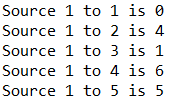 Source 1 to 1 is 0
Source 1 to 2 is 4
Source 1 to 3 is 1
Source 1 to 4 is 6
Source 1 to 5 is 5